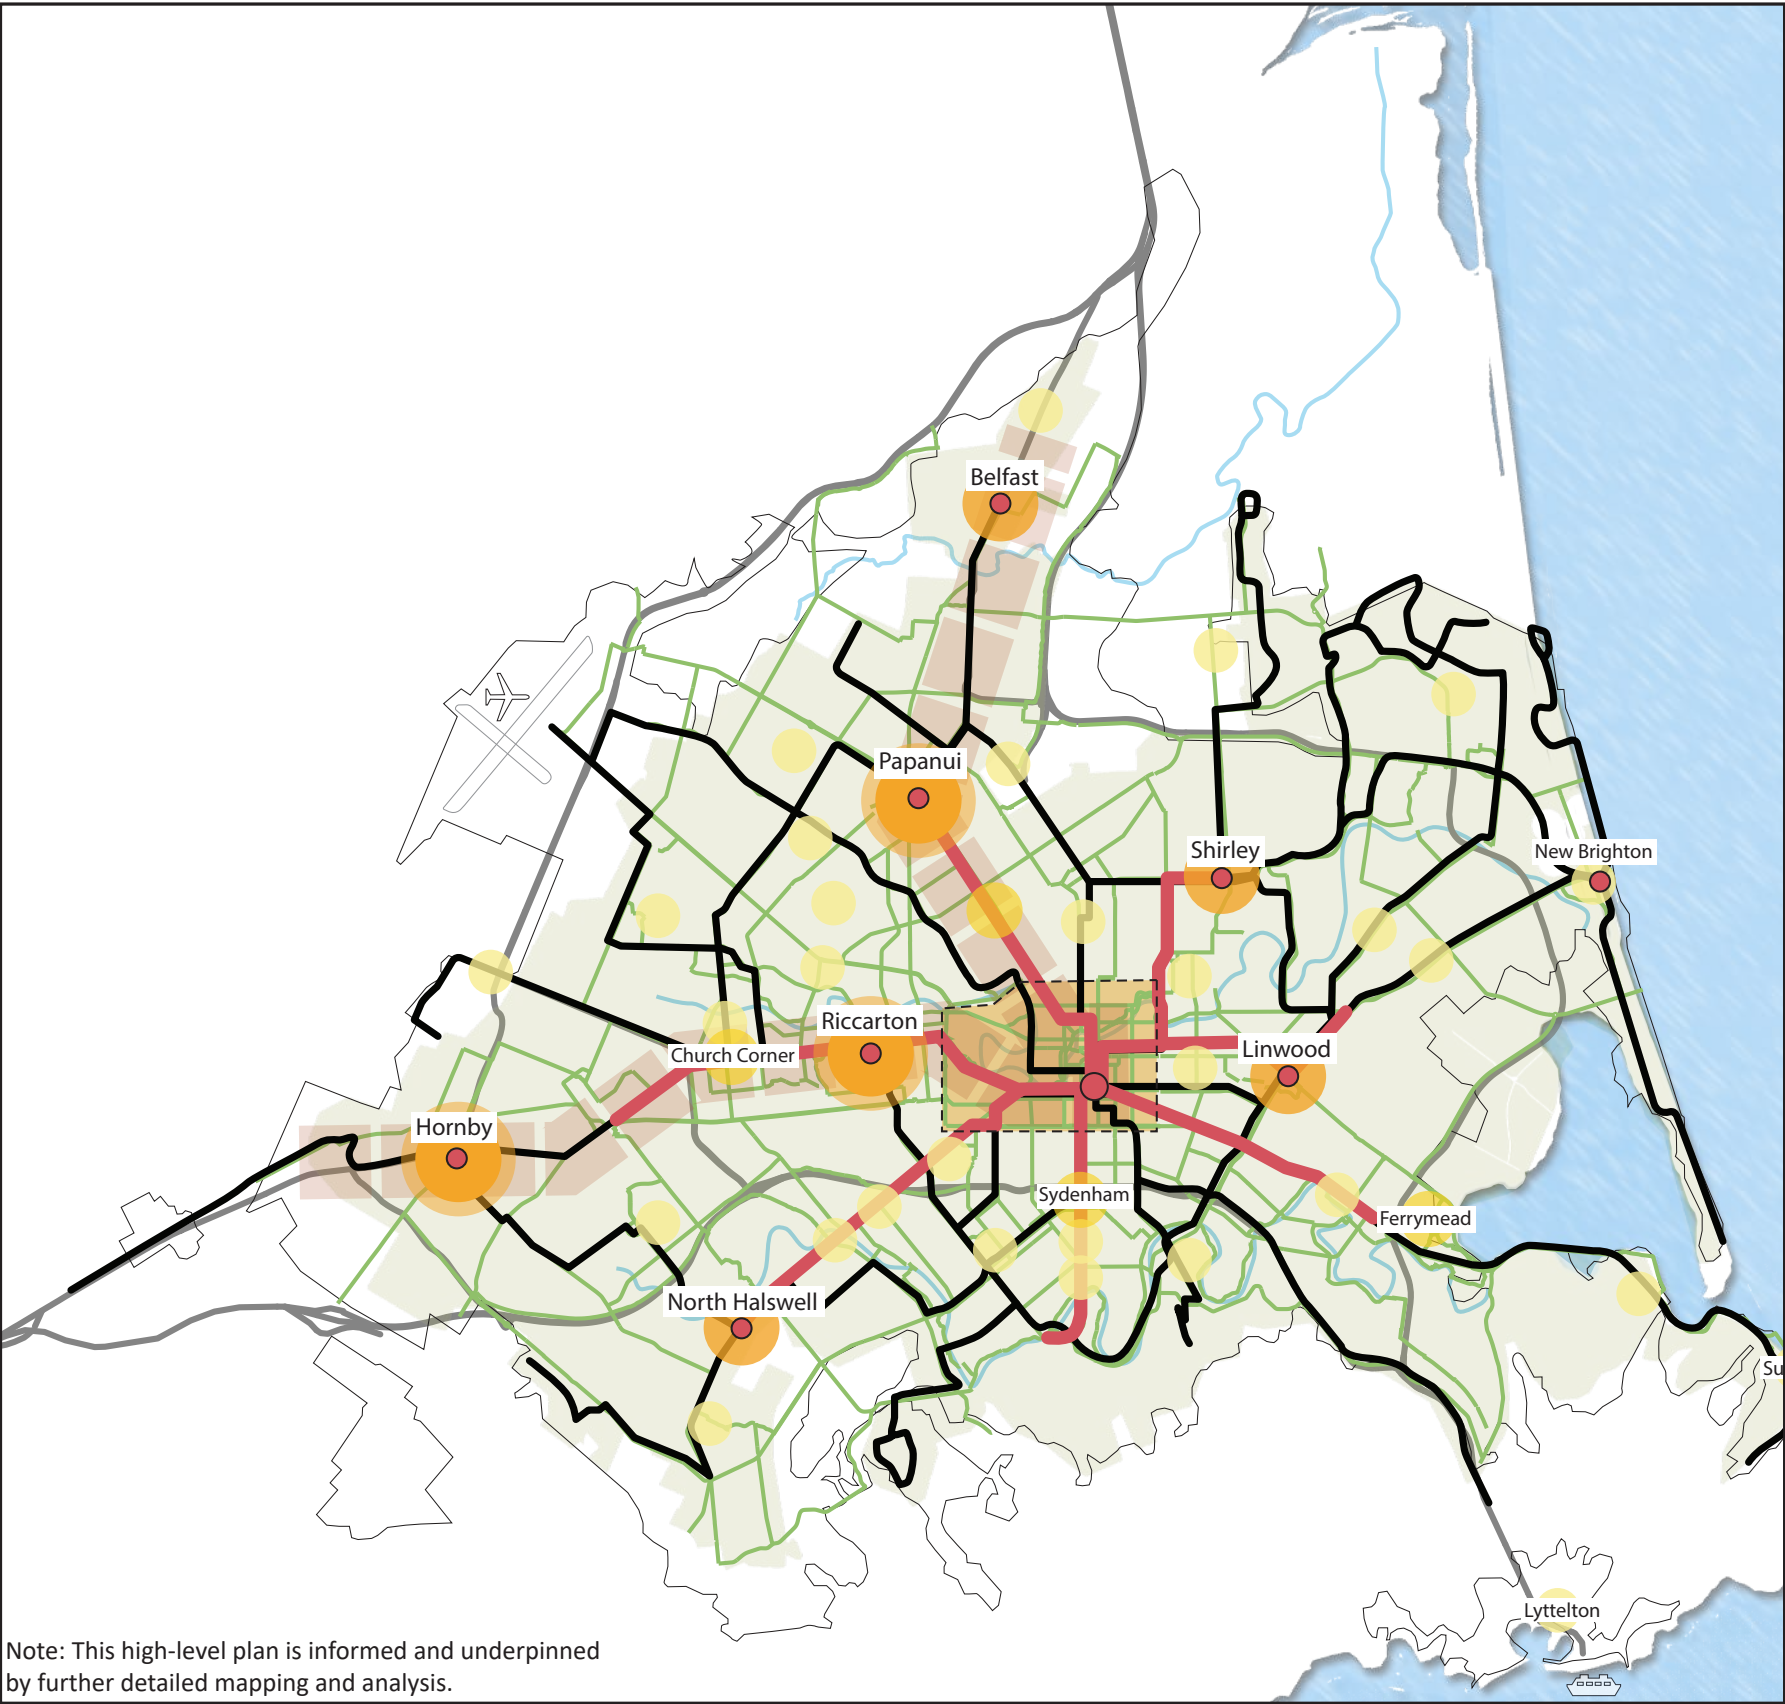 Belfast
Papanui
Shirley
New Brighton
Riccarton
Church Corner
Linwood
Hornby
Sydenham
Ferrymead
North Halswell
Su
Lyttelton
Note: This high-level plan is informed and underpinned
by further detailed mapping and analysis.